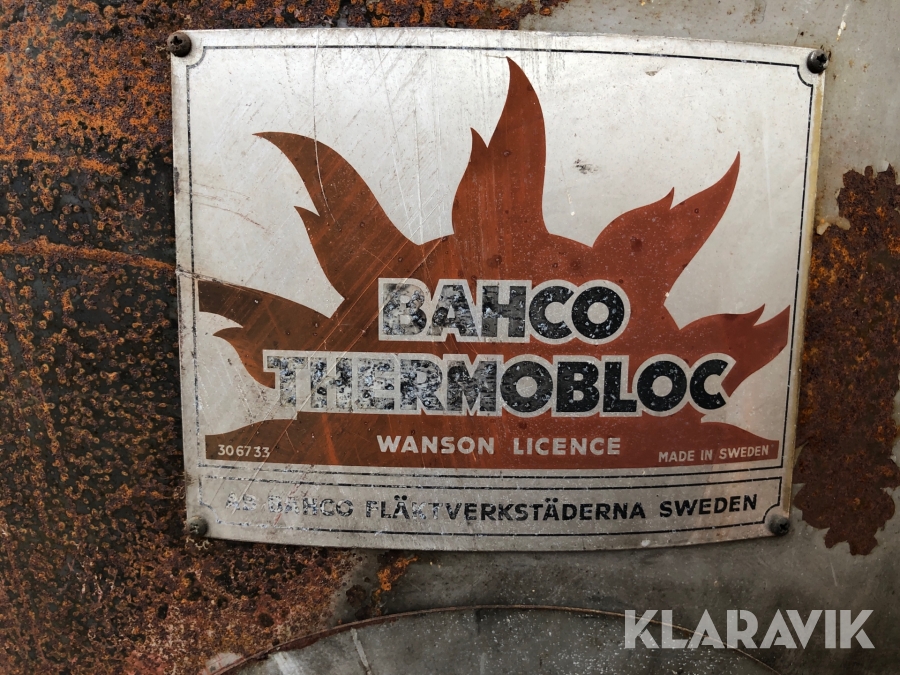 BAHCO
THERMOBLOC
WANSON LICENCE
306733
MADE IN SWEDEN
AB BAHCO FLÄKTVERKSTÄDERNA SWEDEN
KLARAVIK